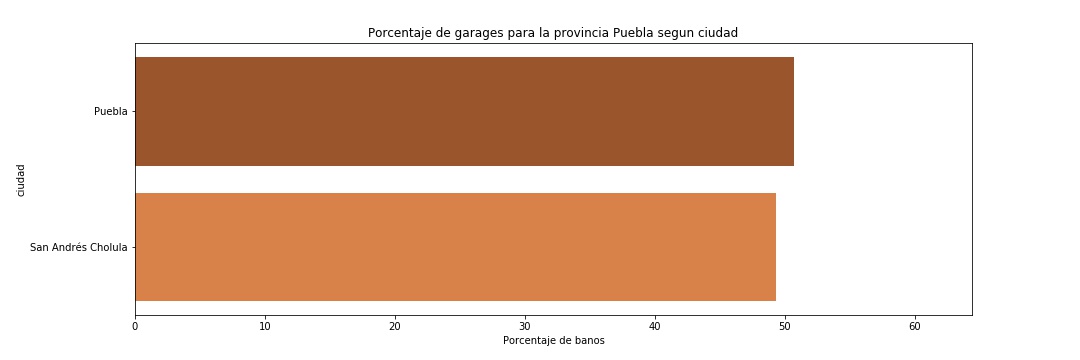 Porcentaje de garages para la provincia Puebla segun ciudad
Puebla
ciudad
San Andrés Cholula
0 10 20 30 40 50 60
Porcentaje de banos